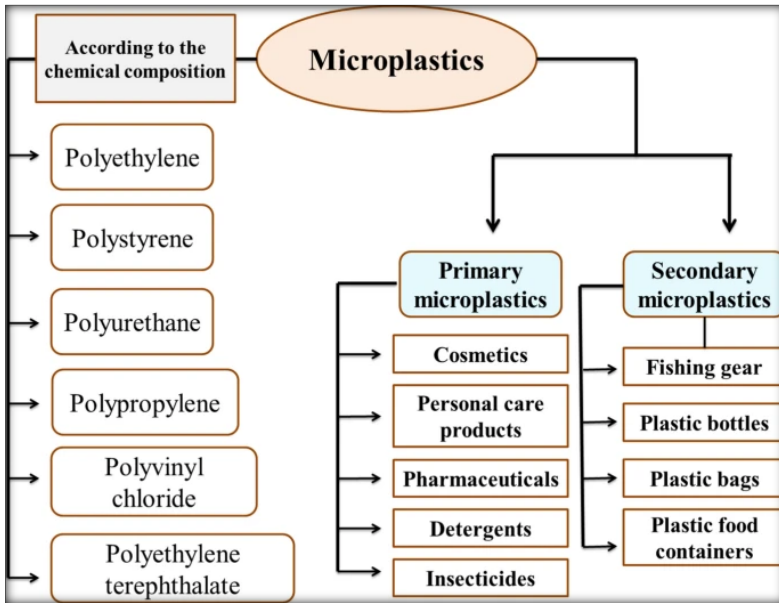 According to the
chemical composition
Microplastics
Polyethylene
Polystyrene
Polyurethane
Polypropylene
Polyvinyl
chloride
Polyethylene
terephthalate
Primary
microplastics
Cosmetics
Personal care
products
Pharmaceuticals
Detergents
Insecticides
Secondary
microplastics
Fishing gear
Plastic bottles
Plastic bags
Plastic food
containers